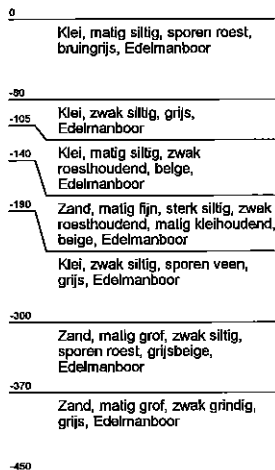 0
Klei, matig siltig, sporen roest,
bruingrijs, Edelmanboor
-80
Klei, zwak siltig, grijs,
Edelmanboor
-105
Klei, matig siltig, zwak
roesthoudend, beige,
Edelmanboor
-140
Zand, matig fijn, sterk siltig, zwak
roesthoudend, matig kleihoudend,
beige, Edelmanboor
-190
Klei, zwak siltig, sporen veen,
grijs, Edelmanboor
-300
Zand, matig grof, zwak siltig,
sporen roest, grijsbeige,
Edelmanboor
-370
Zand, matig grof, zwak grindig,
grijs, Edelmanboor
-450